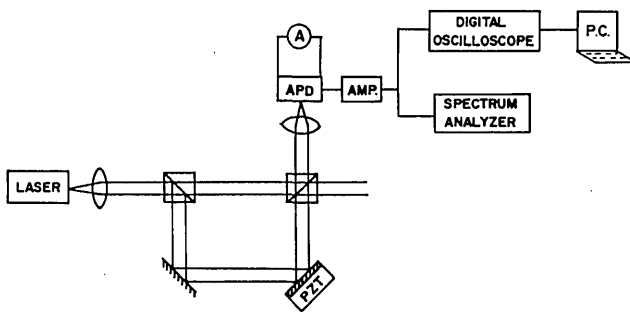 A
DIGITAL
OSCILLOSCOPE
P.C.
APD
AMP.
SPECTRUM
ANALYZER
LASER
PZT